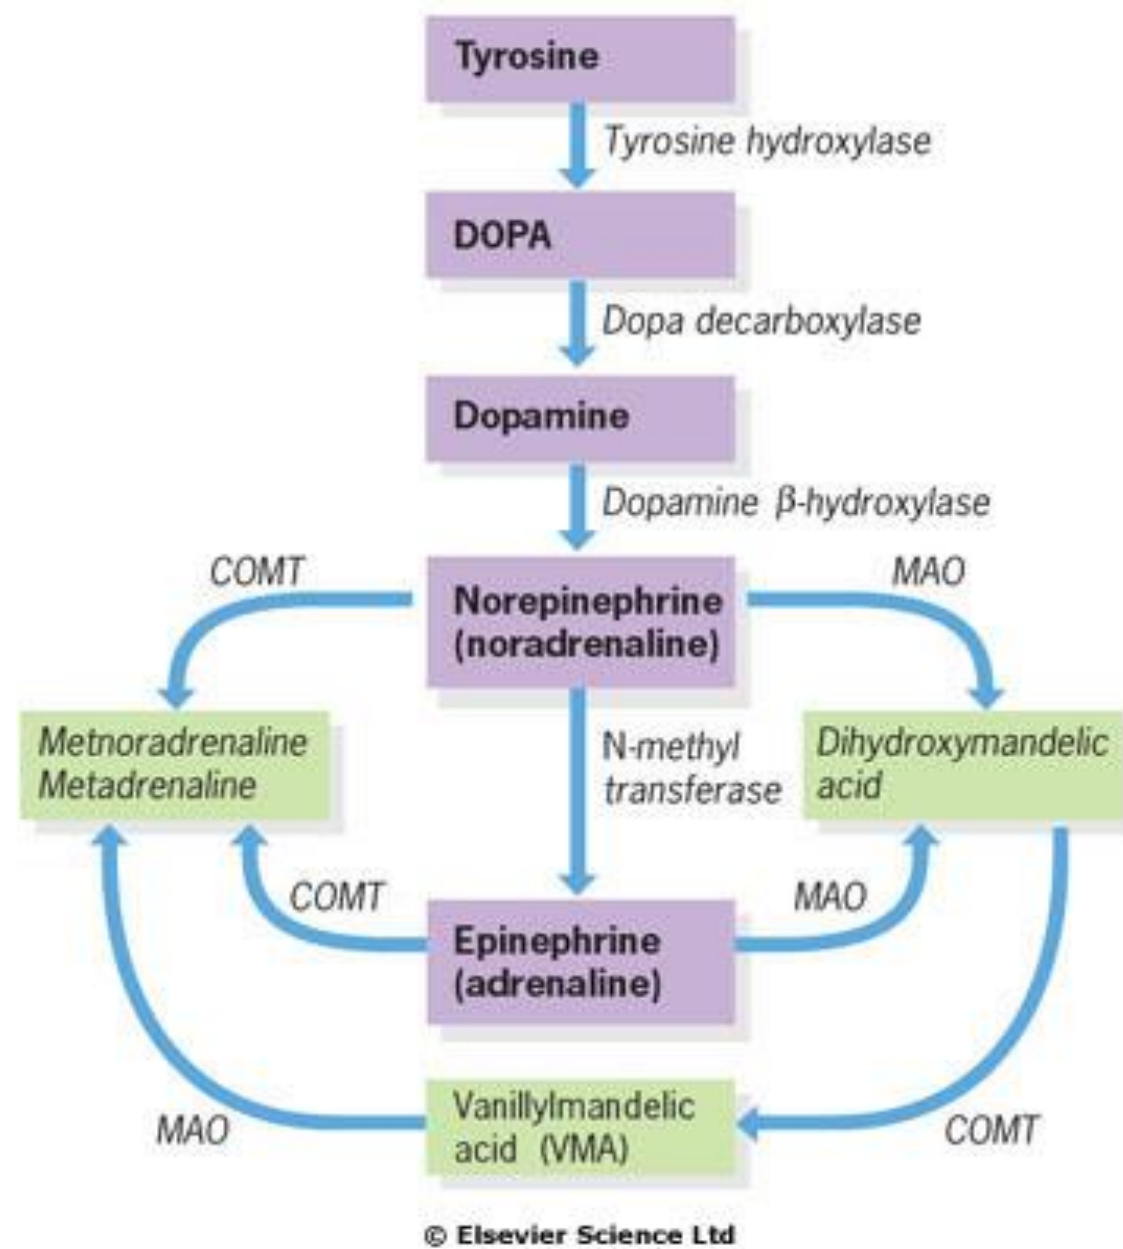 Tyrosine
Tyrosine hydroxylase
DOPA
Dopa decarboxylase
Dopamine
Dopamine β-hydroxylase
COMT
MAO
Norepinephrine
(noradrenaline)
Metnoradrenaline
Metadrenaline
N-methyl
transferase
Dihydroxymandelic
acid
COMT
MAO
Epinephrine
(adrenaline)
Vanillylmandelic
acid (VMA)
MAO
COMT
© Elsevier Science Ltd